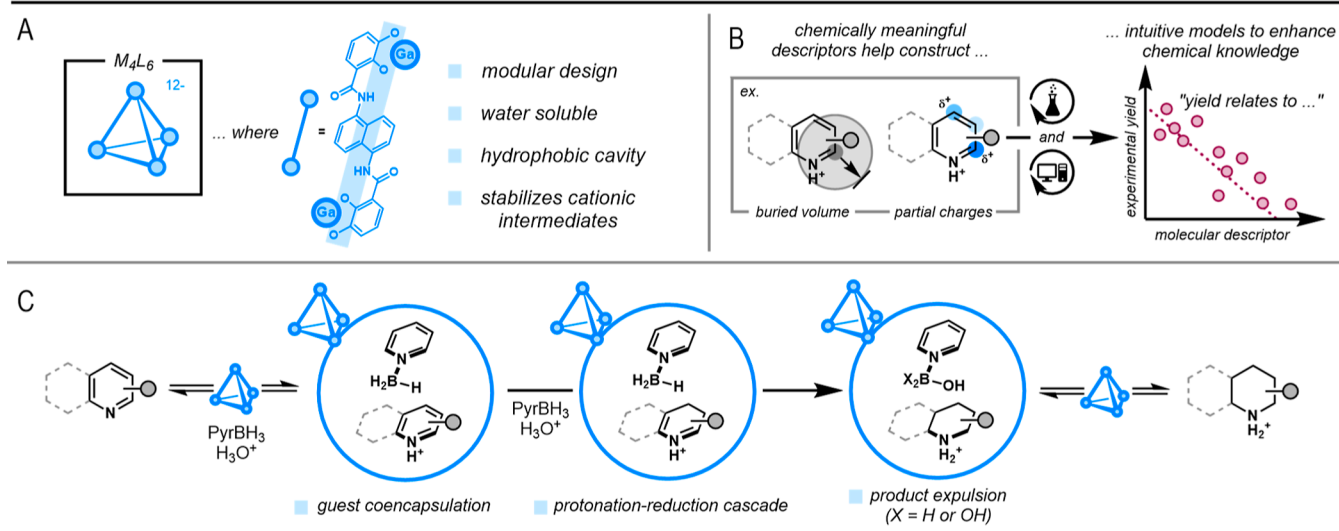 A
M₄L₆
12-
... where
=
Ga
O
O
O
NH
HN
O
O
O
Ga
modular design
water soluble
hydrophobic cavity
stabilizes cationic
intermediates
B
chemically meaningful
descriptors help construct ...
... intuitive models to enhance
chemical knowledge
ex.
N
H⁺
buried volume
δ⁺
δ⁺
N
H⁺
partial charges
and
experimental yield
"yield relates to ..."
molecular descriptor
C
N
PyrBH₃
H₃O⁺
N
H₂B
H
N
H⁺
guest coencapsulation
PyrBH₃
H₃O⁺
N
H₂B
H
N
H⁺
protonation-reduction cascade
N
X₂B
OH
N
H₂⁺
product expulsion
(X = H or OH)
N
H₂⁺